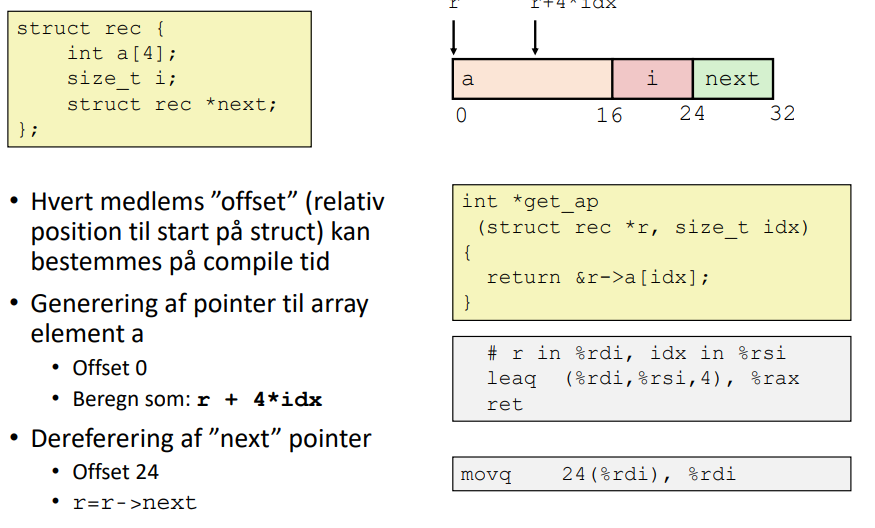 struct rec {
int a[4];
size_t i;
struct rec *next;
};
r
r+4*idx
a
i
next
0
16
24
32
• Hvert medlems ”offset” (relativ
position til start på struct) kan
bestemmes på compile tid
• Generering af pointer til array
element a
• Offset 0
• Beregn som: r + 4*idx
• Dereferering af ”next” pointer
• Offset 24
• r=r->next
int *get_ap
(struct rec *r, size_t idx)
{
return &r->a[idx];
}
# r in %rdi, idx in %rsi
leaq (%rdi,%rsi,4), %rax
ret
movq 24(%rdi), %rdi